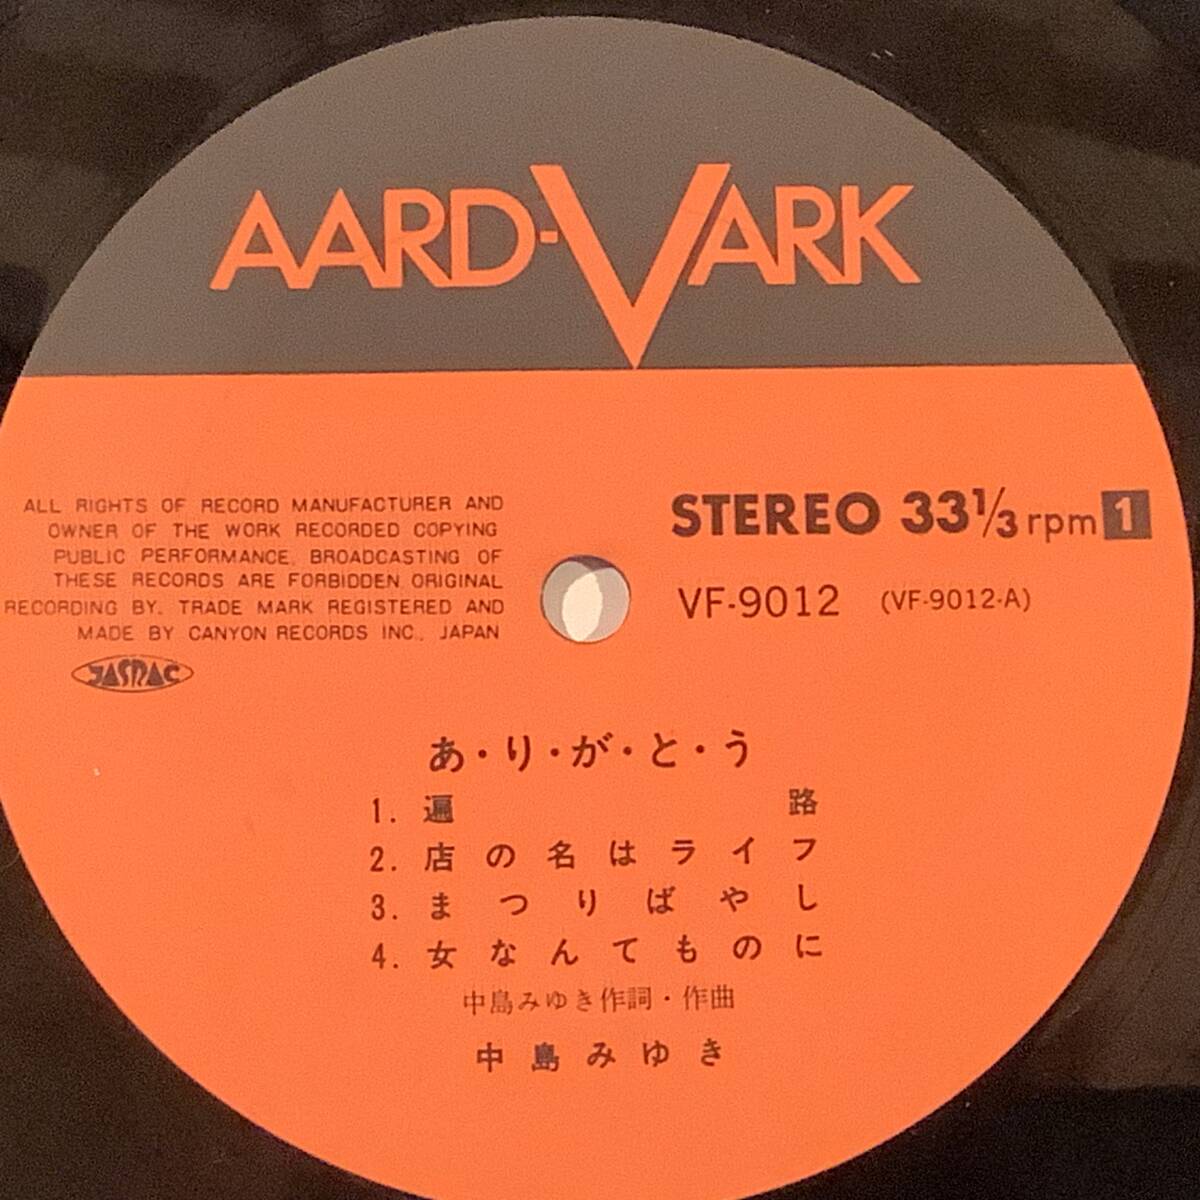 AARD-VARK
ALL RIGHTS OF RECORD MANUFACTURER AND
OWNER OF THE WORK RECORDED COPYING
PUBLIC PERFORMANCE, BROADCASTING OF
THESE RECORDS ARE FORBIDDEN. ORIGINAL
RECORDING BY. TRADE MARK REGISTERED AND
MADE BY CANYON RECORDS INC., JAPAN
JASRAC
STEREO 33⅓ rpm 1
VF-9012 (VF-9012-A)
あ・り・が・と・う
1. 遍路
2. 店の名はライフ
3. まつりばやし
4. 女なんてものに
中島みゆき作詞・作曲
中島みゆき